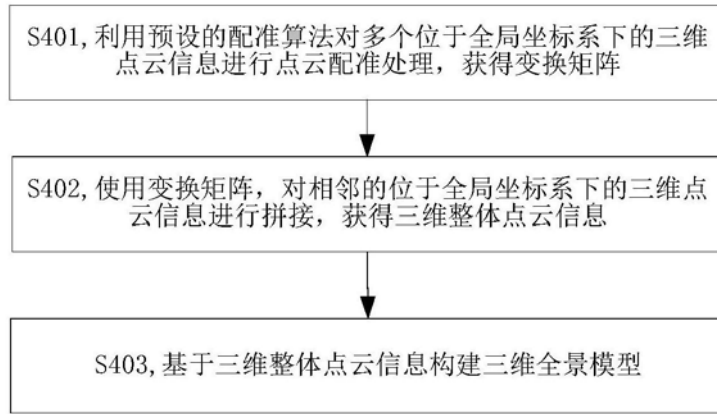 S401,利用预设的配准算法对多个位于全局坐标系下的三维
点云信息进行点云配准处理，获得变换矩阵
S402,使用变换矩阵，对相邻的位于全局坐标系下的三维点
云信息进行拼接，获得三维整体点云信息
S403,基于三维整体点云信息构建三维全景模型